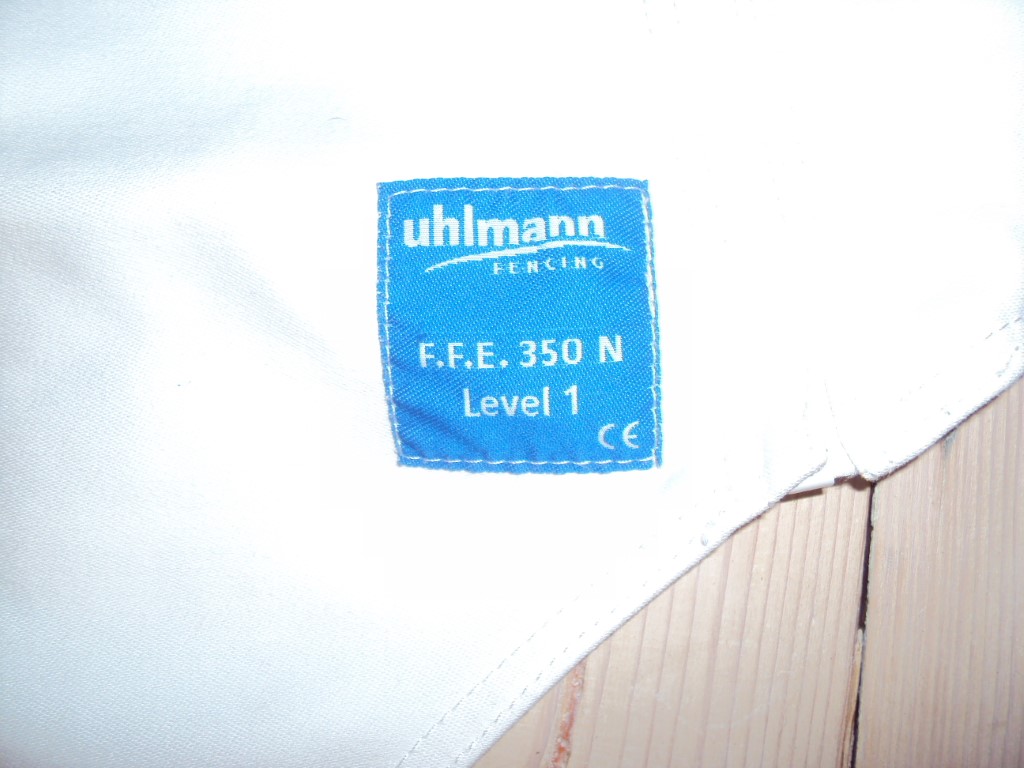 uhlmann
FENCING
F.F.E. 350 N
Level 1
CE